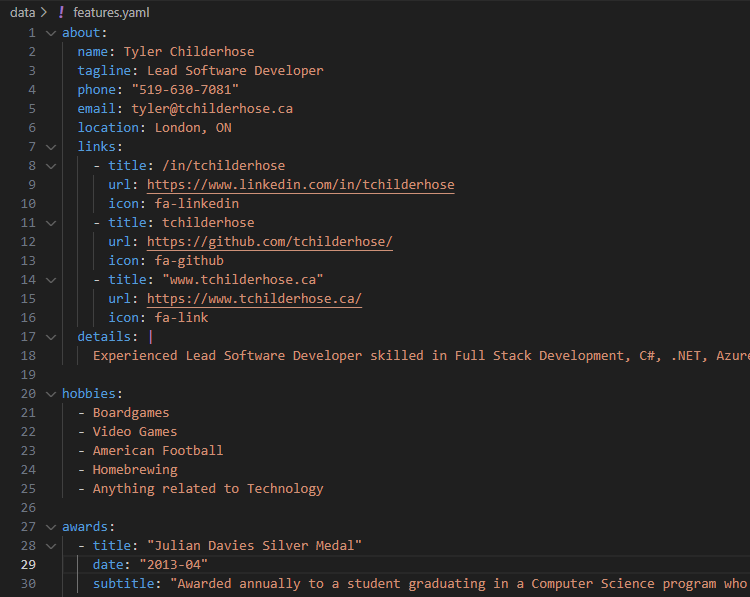 data > ! features.yaml
1 about:
2 name: Tyler Childerhose
3 tagline: Lead Software Developer
4 phone: "519-630-7081"
5 email: tyler@tchilderhose.ca
6 location: London, ON
7 links:
8 - title: /in/tchilderhose
9 url: https://www.linkedin.com/in/tchilderhose
10 icon: fa-linkedin
11 - title: tchilderhose
12 url: https://github.com/tchilderhose/
13 icon: fa-github
14 - title: "www.tchilderhose.ca"
15 url: https://www.tchilderhose.ca/
16 icon: fa-link
17 details: |
18 Experienced Lead Software Developer skilled in Full Stack Development, C#, .NET, Azure
19
20 hobbies:
21 - Boardgames
22 - Video Games
23 - American Football
24 - Homebrewing
25 - Anything related to Technology
26
27 awards:
28 - title: "Julian Davies Silver Medal"
29 date: "2013-04"
30 subtitle: "Awarded annually to a student graduating in a Computer Science program who